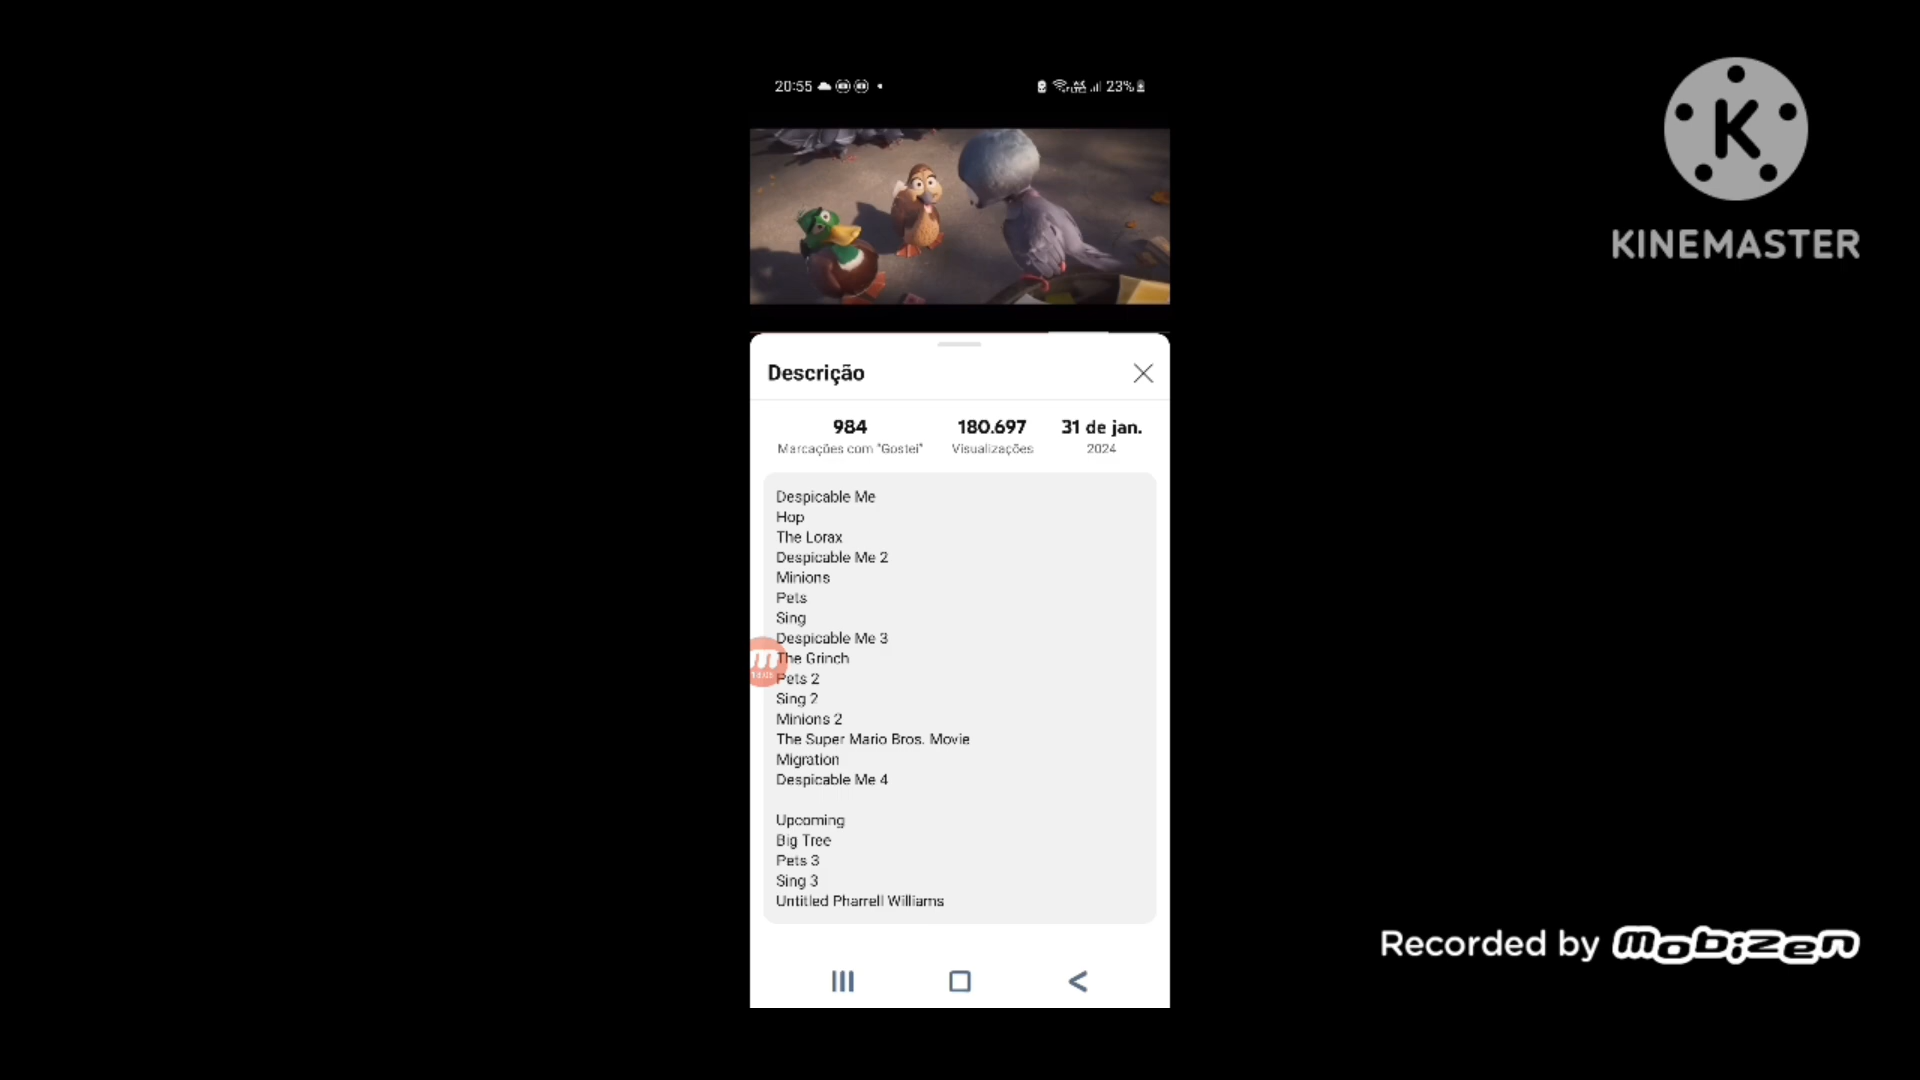 20:55
23%
K
KINEMASTER
Descrição
984
180.697
31 de jan.
Marcações com "Gostei"
Visualizações
2024
Despicable Me
Hop
The Lorax
Despicable Me 2
Minions
Pets
Sing
Despicable Me 3
The Grinch
Pets 2
Sing 2
Minions 2
The Super Mario Bros. Movie
Migration
Despicable Me 4
Upcoming
Big Tree
Pets 3
Sing 3
Untitled Pharrell Williams
Recorded by mobizen